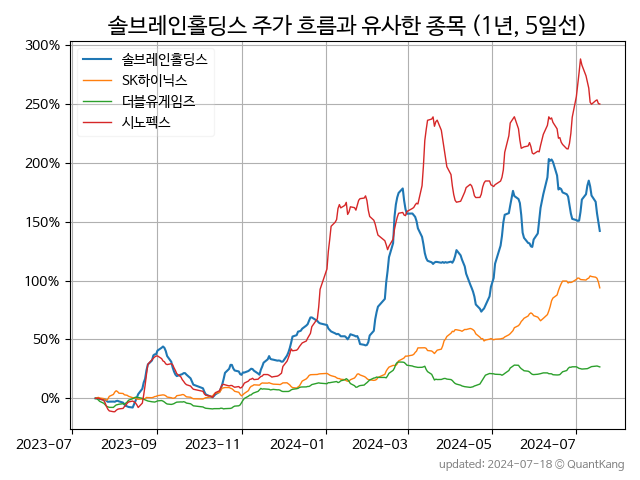 솔브레인홀딩스 주가 흐름과 유사한 종목 (1년, 5일선)
300%
250%
200%
150%
100%
50%
0%
솔브레인홀딩스
SK하이닉스
더블유게임즈
시노펙스
2023-07 2023-09 2023-11 2024-01 2024-03 2024-05 2024-07
updated: 2024-07-18 © QuantKang